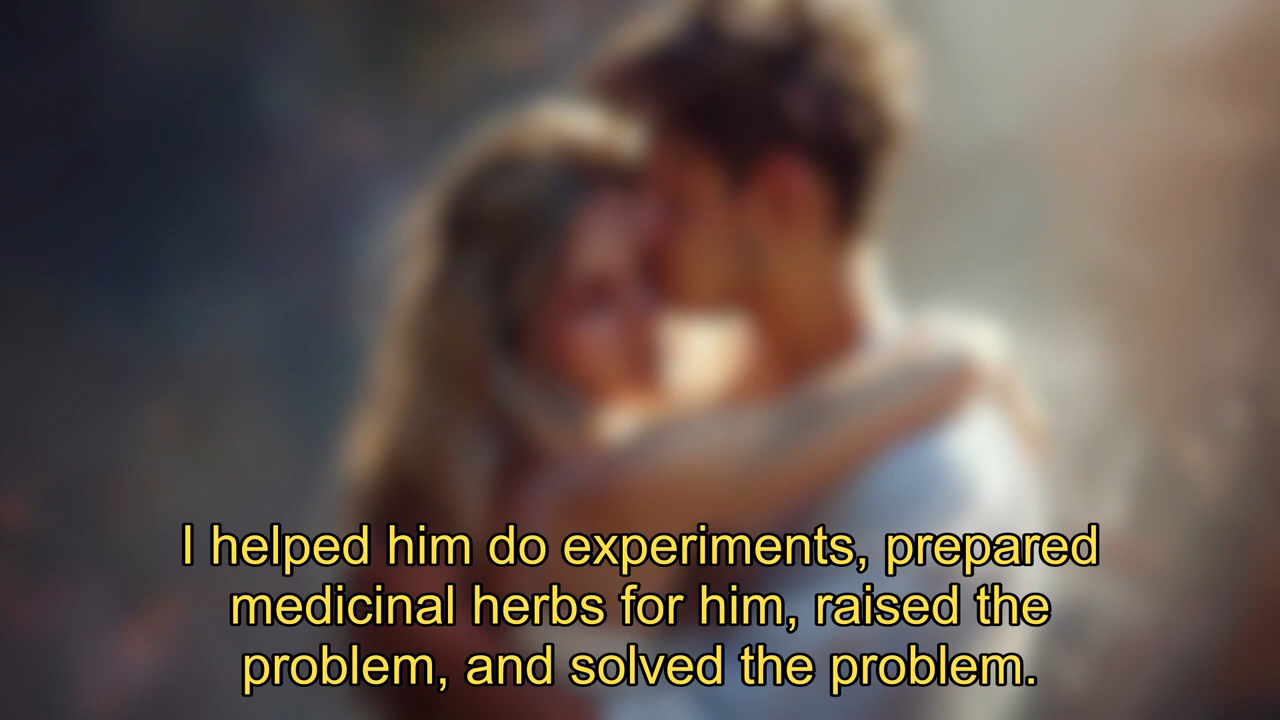 I helped him do experiments, prepared
medicinal herbs for him, raised the
problem, and solved the problem.